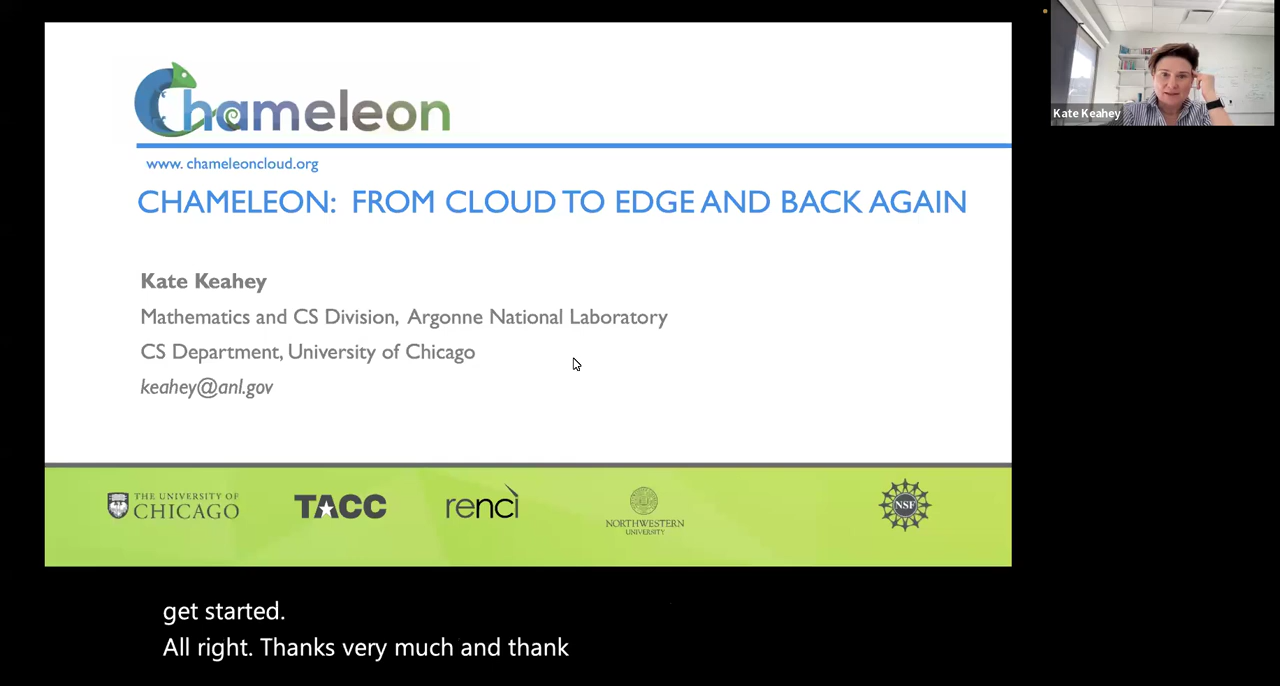 Chameleon
www. chameleoncloud.org
CHAMELEON: FROM CLOUD TO EDGE AND BACK AGAIN
Kate Keahey
Mathematics and CS Division, Argonne National Laboratory
CS Department, University of Chicago
keahey@anl.gov
THE UNIVERSITY OF
CHICAGO
TACC
renci
NORTHWESTERN
UNIVERSITY
NSF
Kate Keahey
get started.
All right. Thanks very much and thank